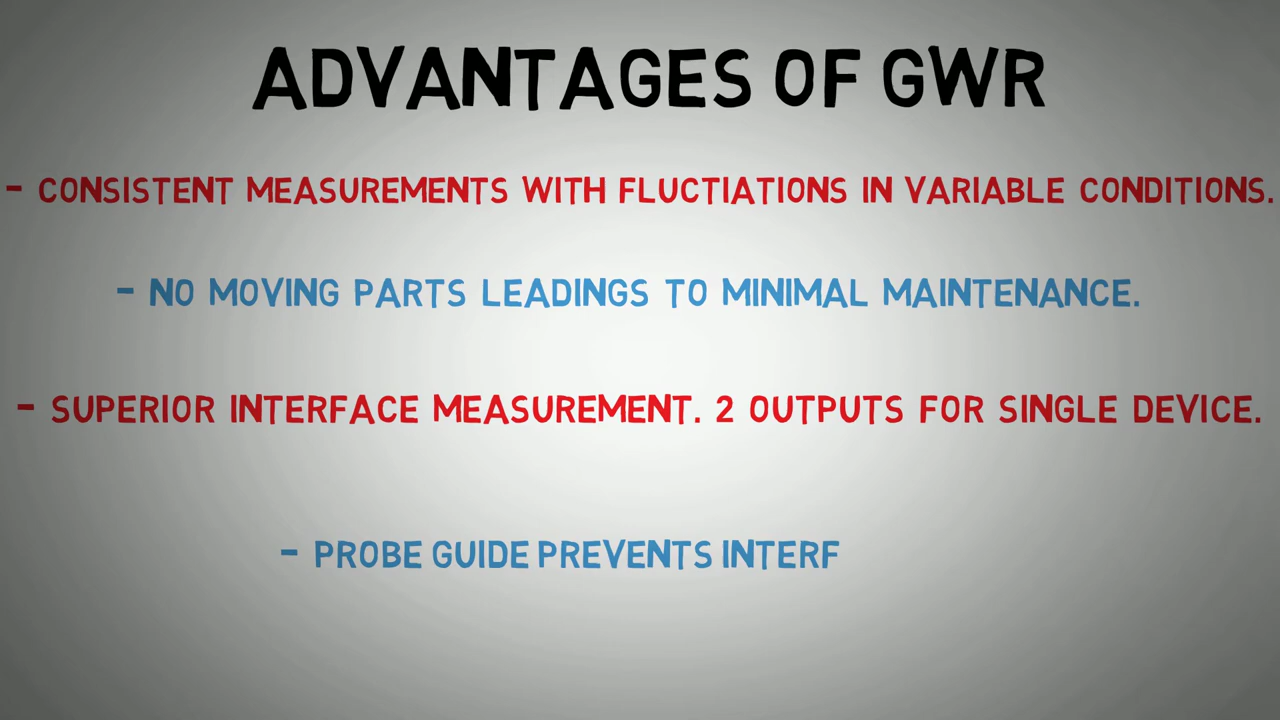 ADVANTAGES OF GWR
- CONSISTENT MEASUREMENTS WITH FLUCTIATIONS IN VARIABLE CONDITIONS.
- NO MOVING PARTS LEADINGS TO MINIMAL MAINTENANCE.
- SUPERIOR INTERFACE MEASUREMENT. 2 OUTPUTS FOR SINGLE DEVICE.
- PROBE GUIDE PREVENTS INTERF